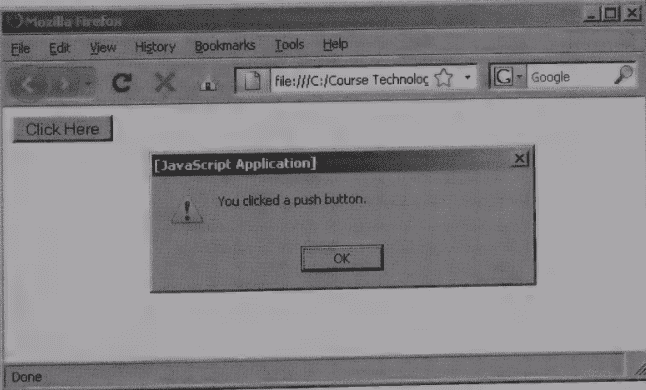 Mozilla Firefox
File Edit View History Bookmarks Tools Help
file:///C:/Course Technolog G Google
Click Here
[JavaScript Application]
You clicked a push button.
OK
Done